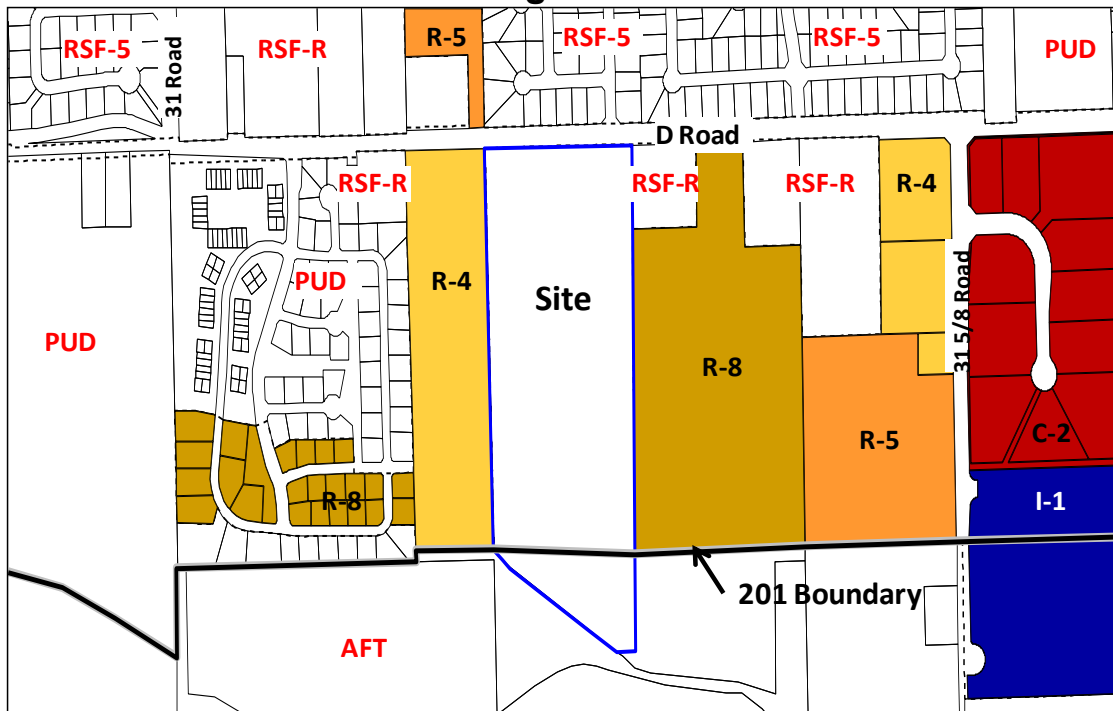 RSF-5
31 Road
RSF-R
R-5
RSF-5
RSF-5
PUD
D Road
RSF-R
RSF-R
RSF-R
R-4
R-4
PUD
Site
31 5/8 Road
PUD
R-8
R-5
C-2
R-8
I-1
201 Boundary
AFT